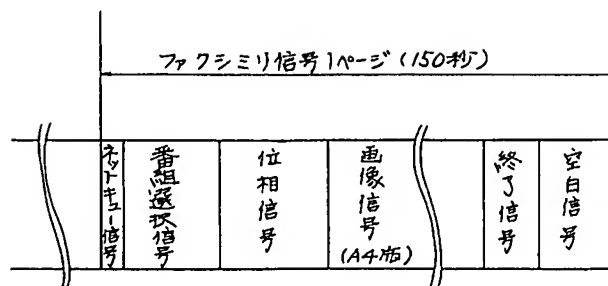 ファクシミリ信号1ページ(150秒)
ネットキュー信号
番組選択信号
位相信号
画像信号
(A4版)
終了信号
空白信号